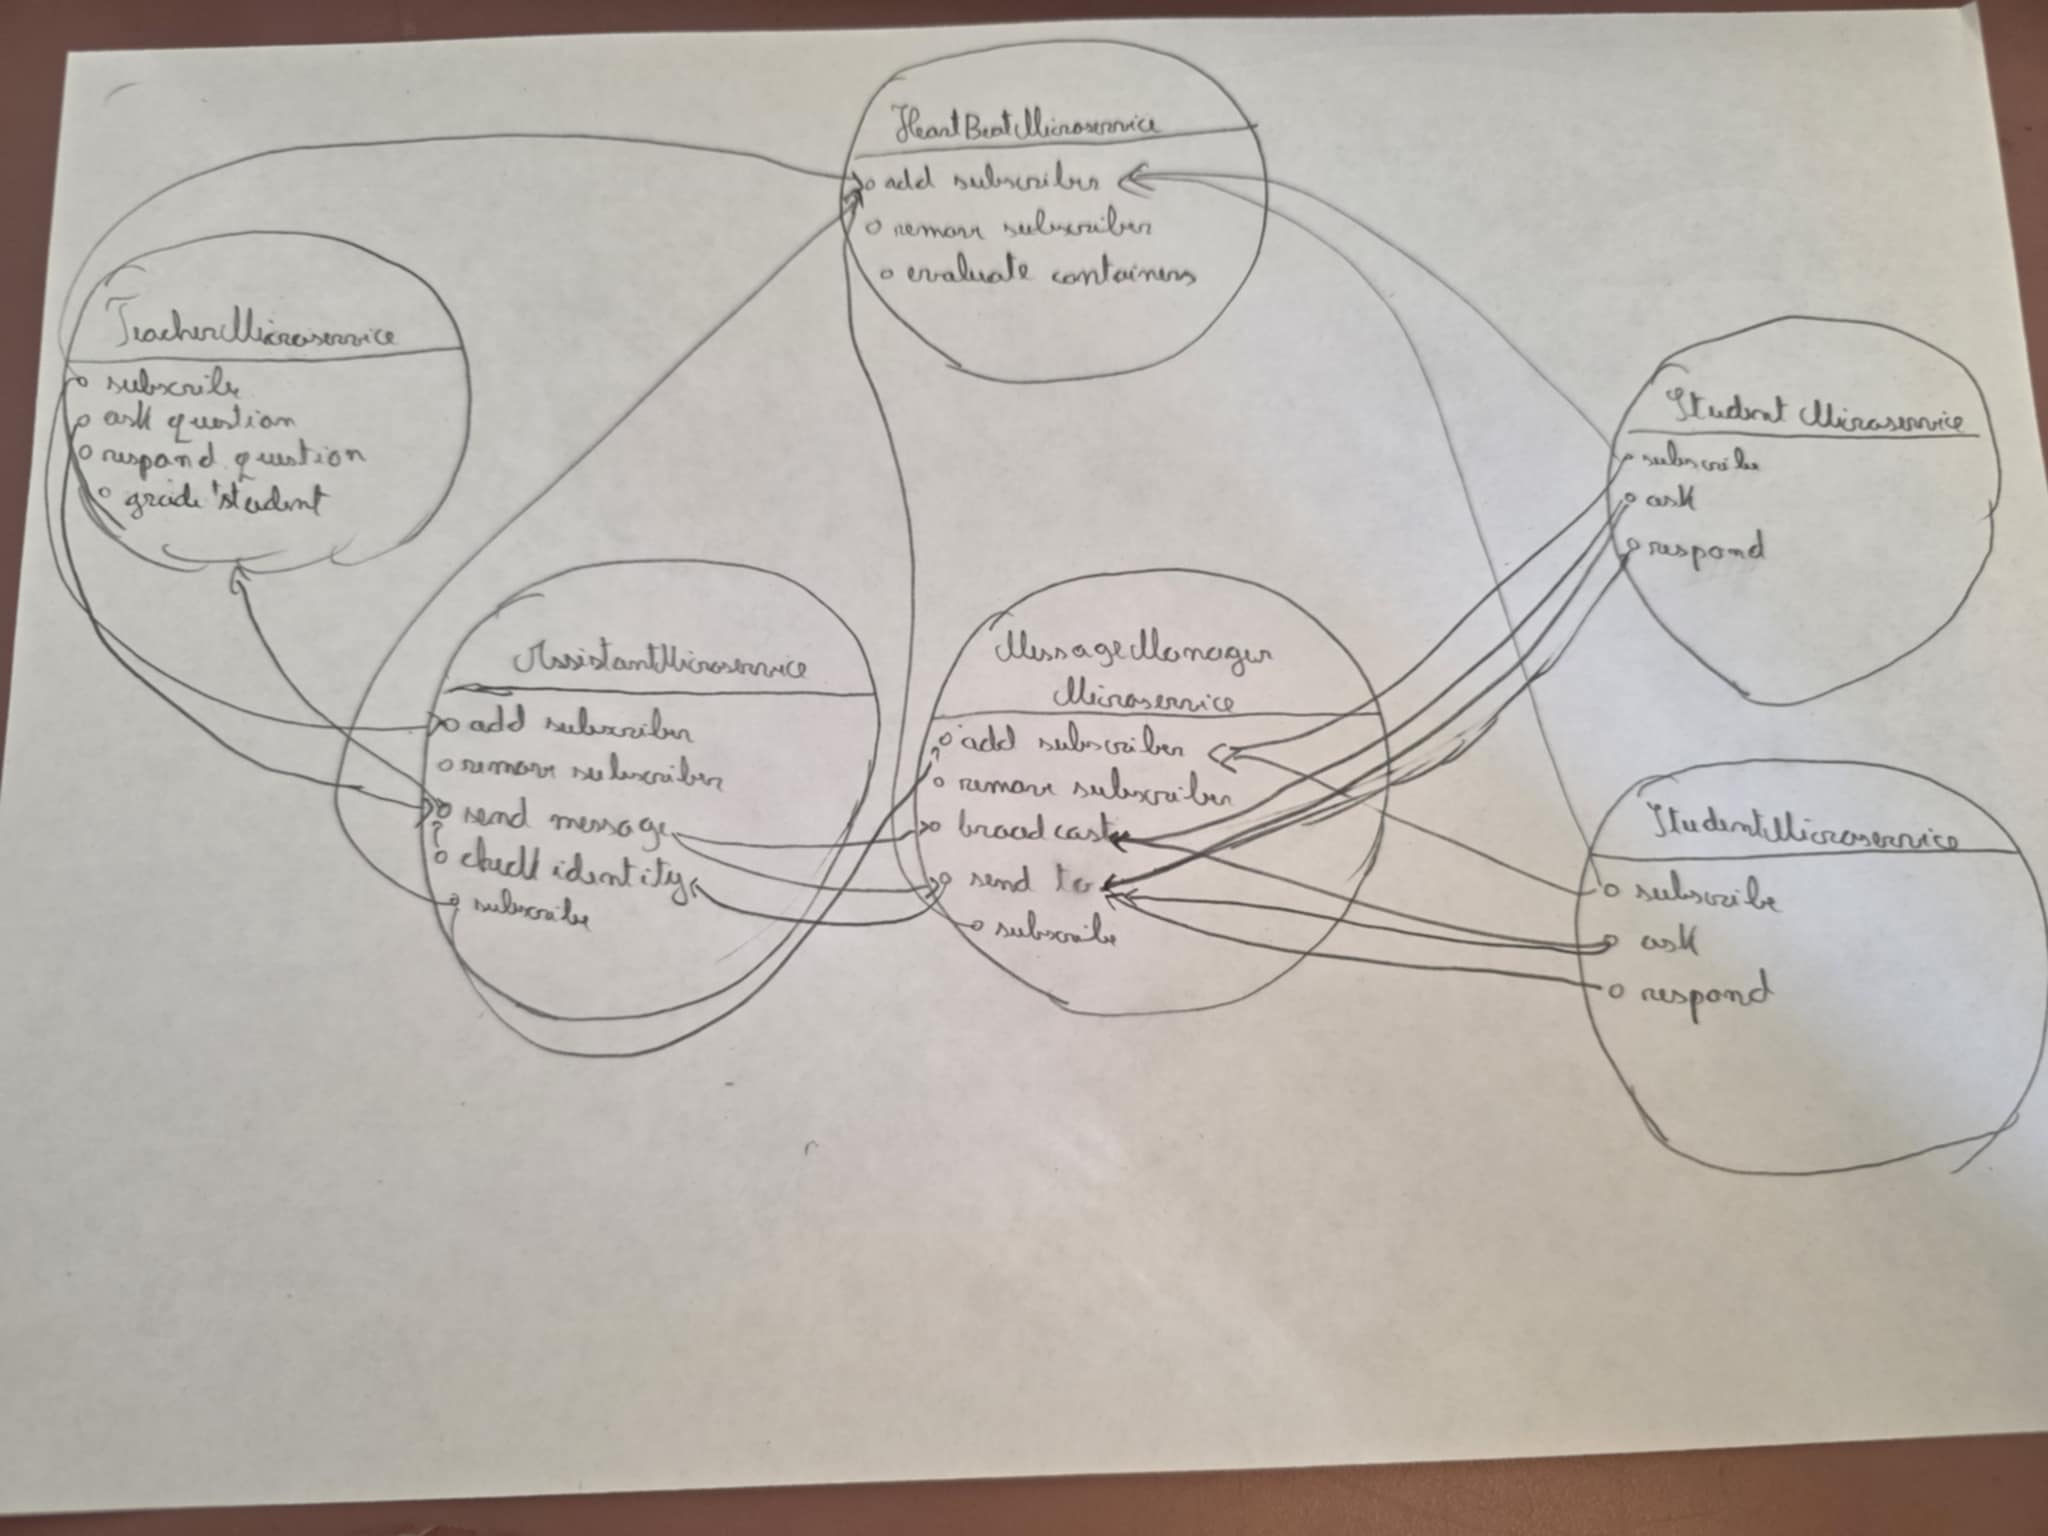 HeartBeatMicroservice
add subscriber
remove subscriber
evaluate containers
TeacherMicroservice
subscribe
ask question
respond question
grade student
Student Microservice
subscribe
ask
respond
AssistantMicroservice
add subscriber
remove subscriber
send message
check identity
subscribe
MessageManager
Microservice
add subscriber
remove subscriber
broadcast
send to
subscribe
StudentMicroservice
subscribe
ask
respond